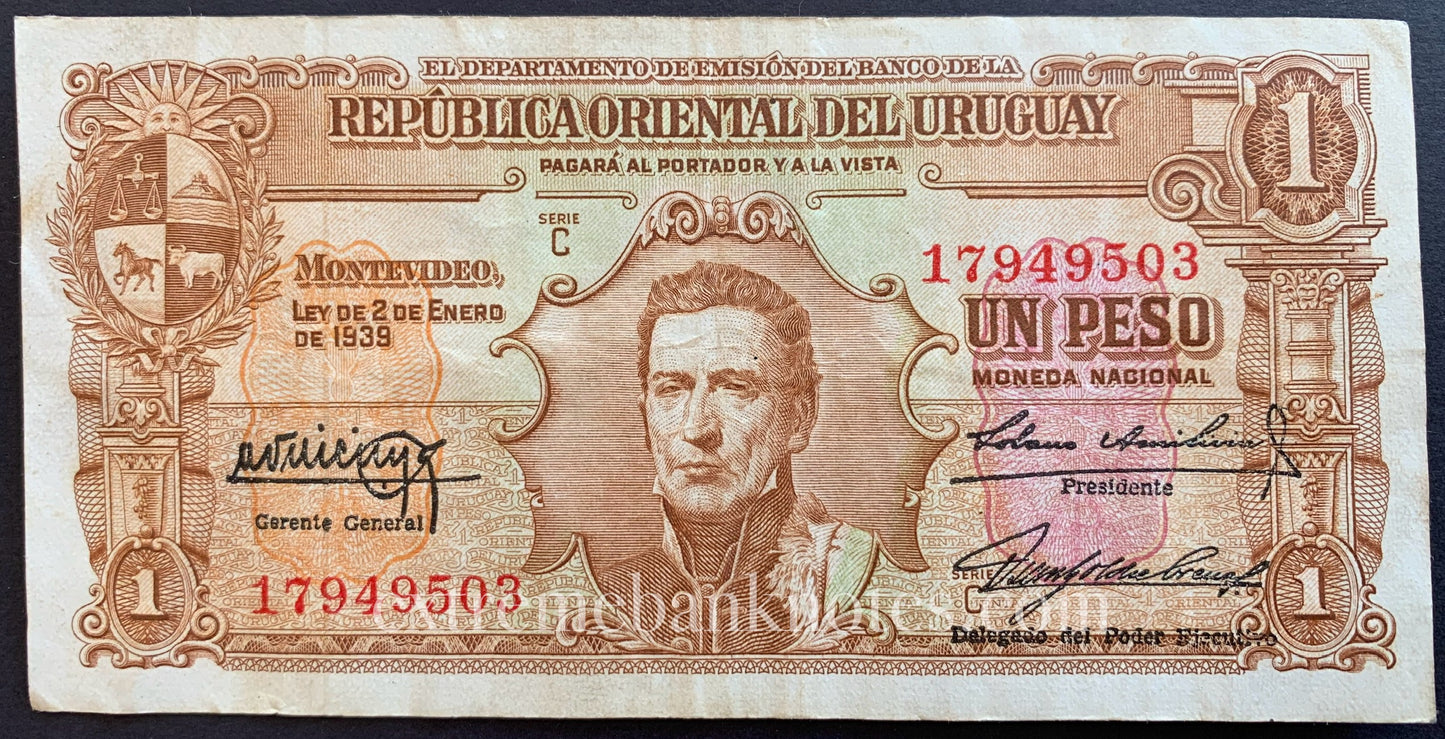 EL DEPARTAMENTO DE EMISIÓN DEL BANCO DE LA
REPÚBLICA ORIENTAL DEL URUGUAY
PAGARÁ AL PORTADOR Y A LA VISTA
1
SERIE
C
17949503
MONTEVIDEO,
LEY DE 2 DE ENERO
DE 1939
UN PESO
MONEDA NACIONAL
Presidente
Gerente General
SERIE
C
17949503
1
1
Delegado del Poder Ejecutivo